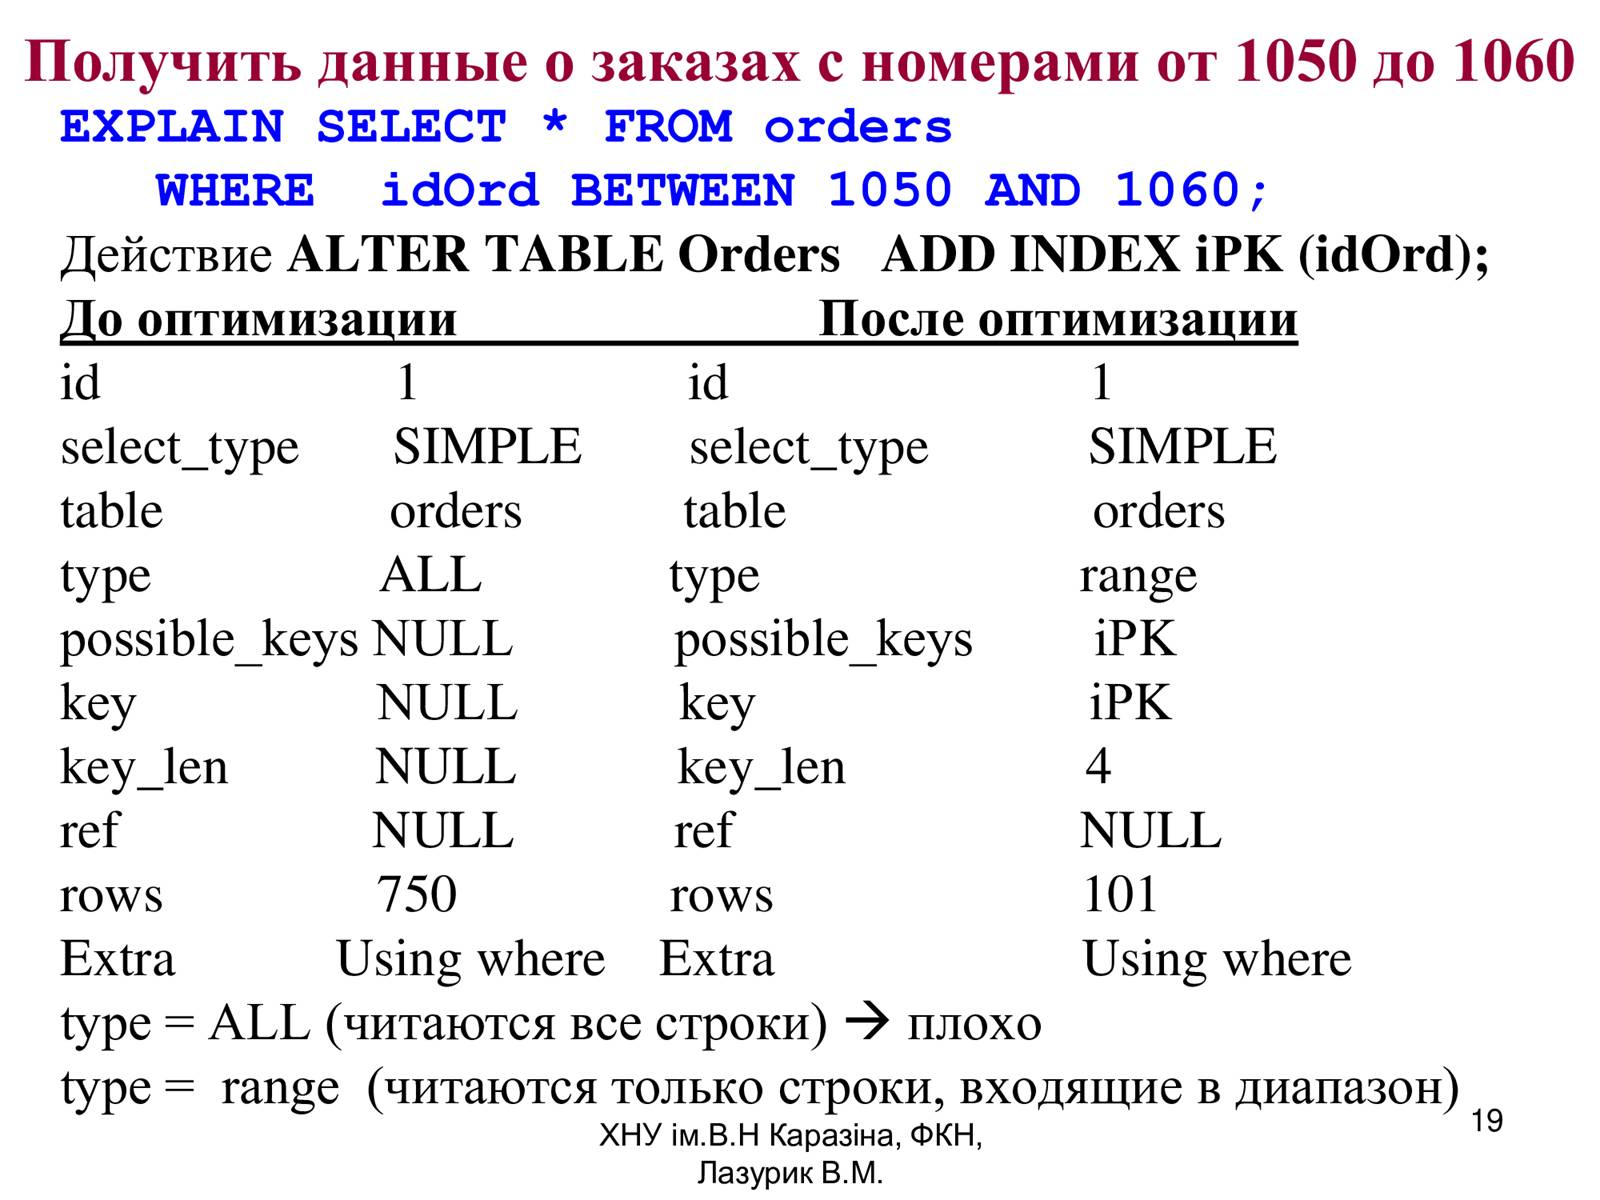 Получить данные о заказах с номерами от 1050 до 1060
EXPLAIN SELECT * FROM orders
WHERE idOrd BETWEEN 1050 AND 1060;
Действие ALTER TABLE Orders ADD INDEX iPK (idOrd);
До оптимизации После оптимизации
id 1 id 1
select_type SIMPLE select_type SIMPLE
table orders table orders
type ALL type range
possible_keys NULL possible_keys iPK
key NULL key iPK
key_len NULL key_len 4
ref NULL ref NULL
rows 750 rows 101
Extra Using where Extra Using where
type = ALL (читаются все строки) → плохо
type = range (читаются только строки, входящие в диапазон)
ХНУ ім.В.Н Каразіна, ФКН,
Лазурик В.М.
19